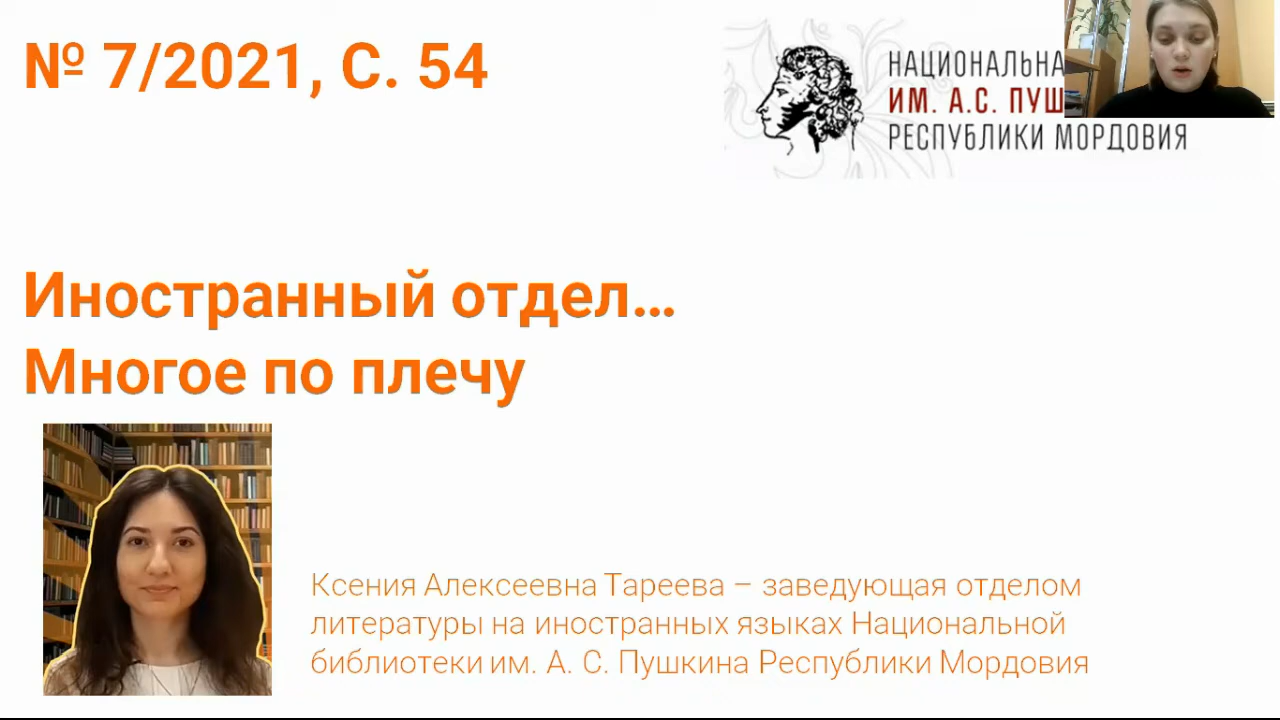 № 7/2021, С. 54
НАЦИОНАЛЬНА
ИМ. А.С. ПУШ
РЕСПУБЛИКИ МОРДОВИЯ
Иностранный отдел...
Многое по плечу
Ксения Алексеевна Тареева – заведующая отделом
литературы на иностранных языках Национальной
библиотеки им. А. С. Пушкина Республики Мордовия